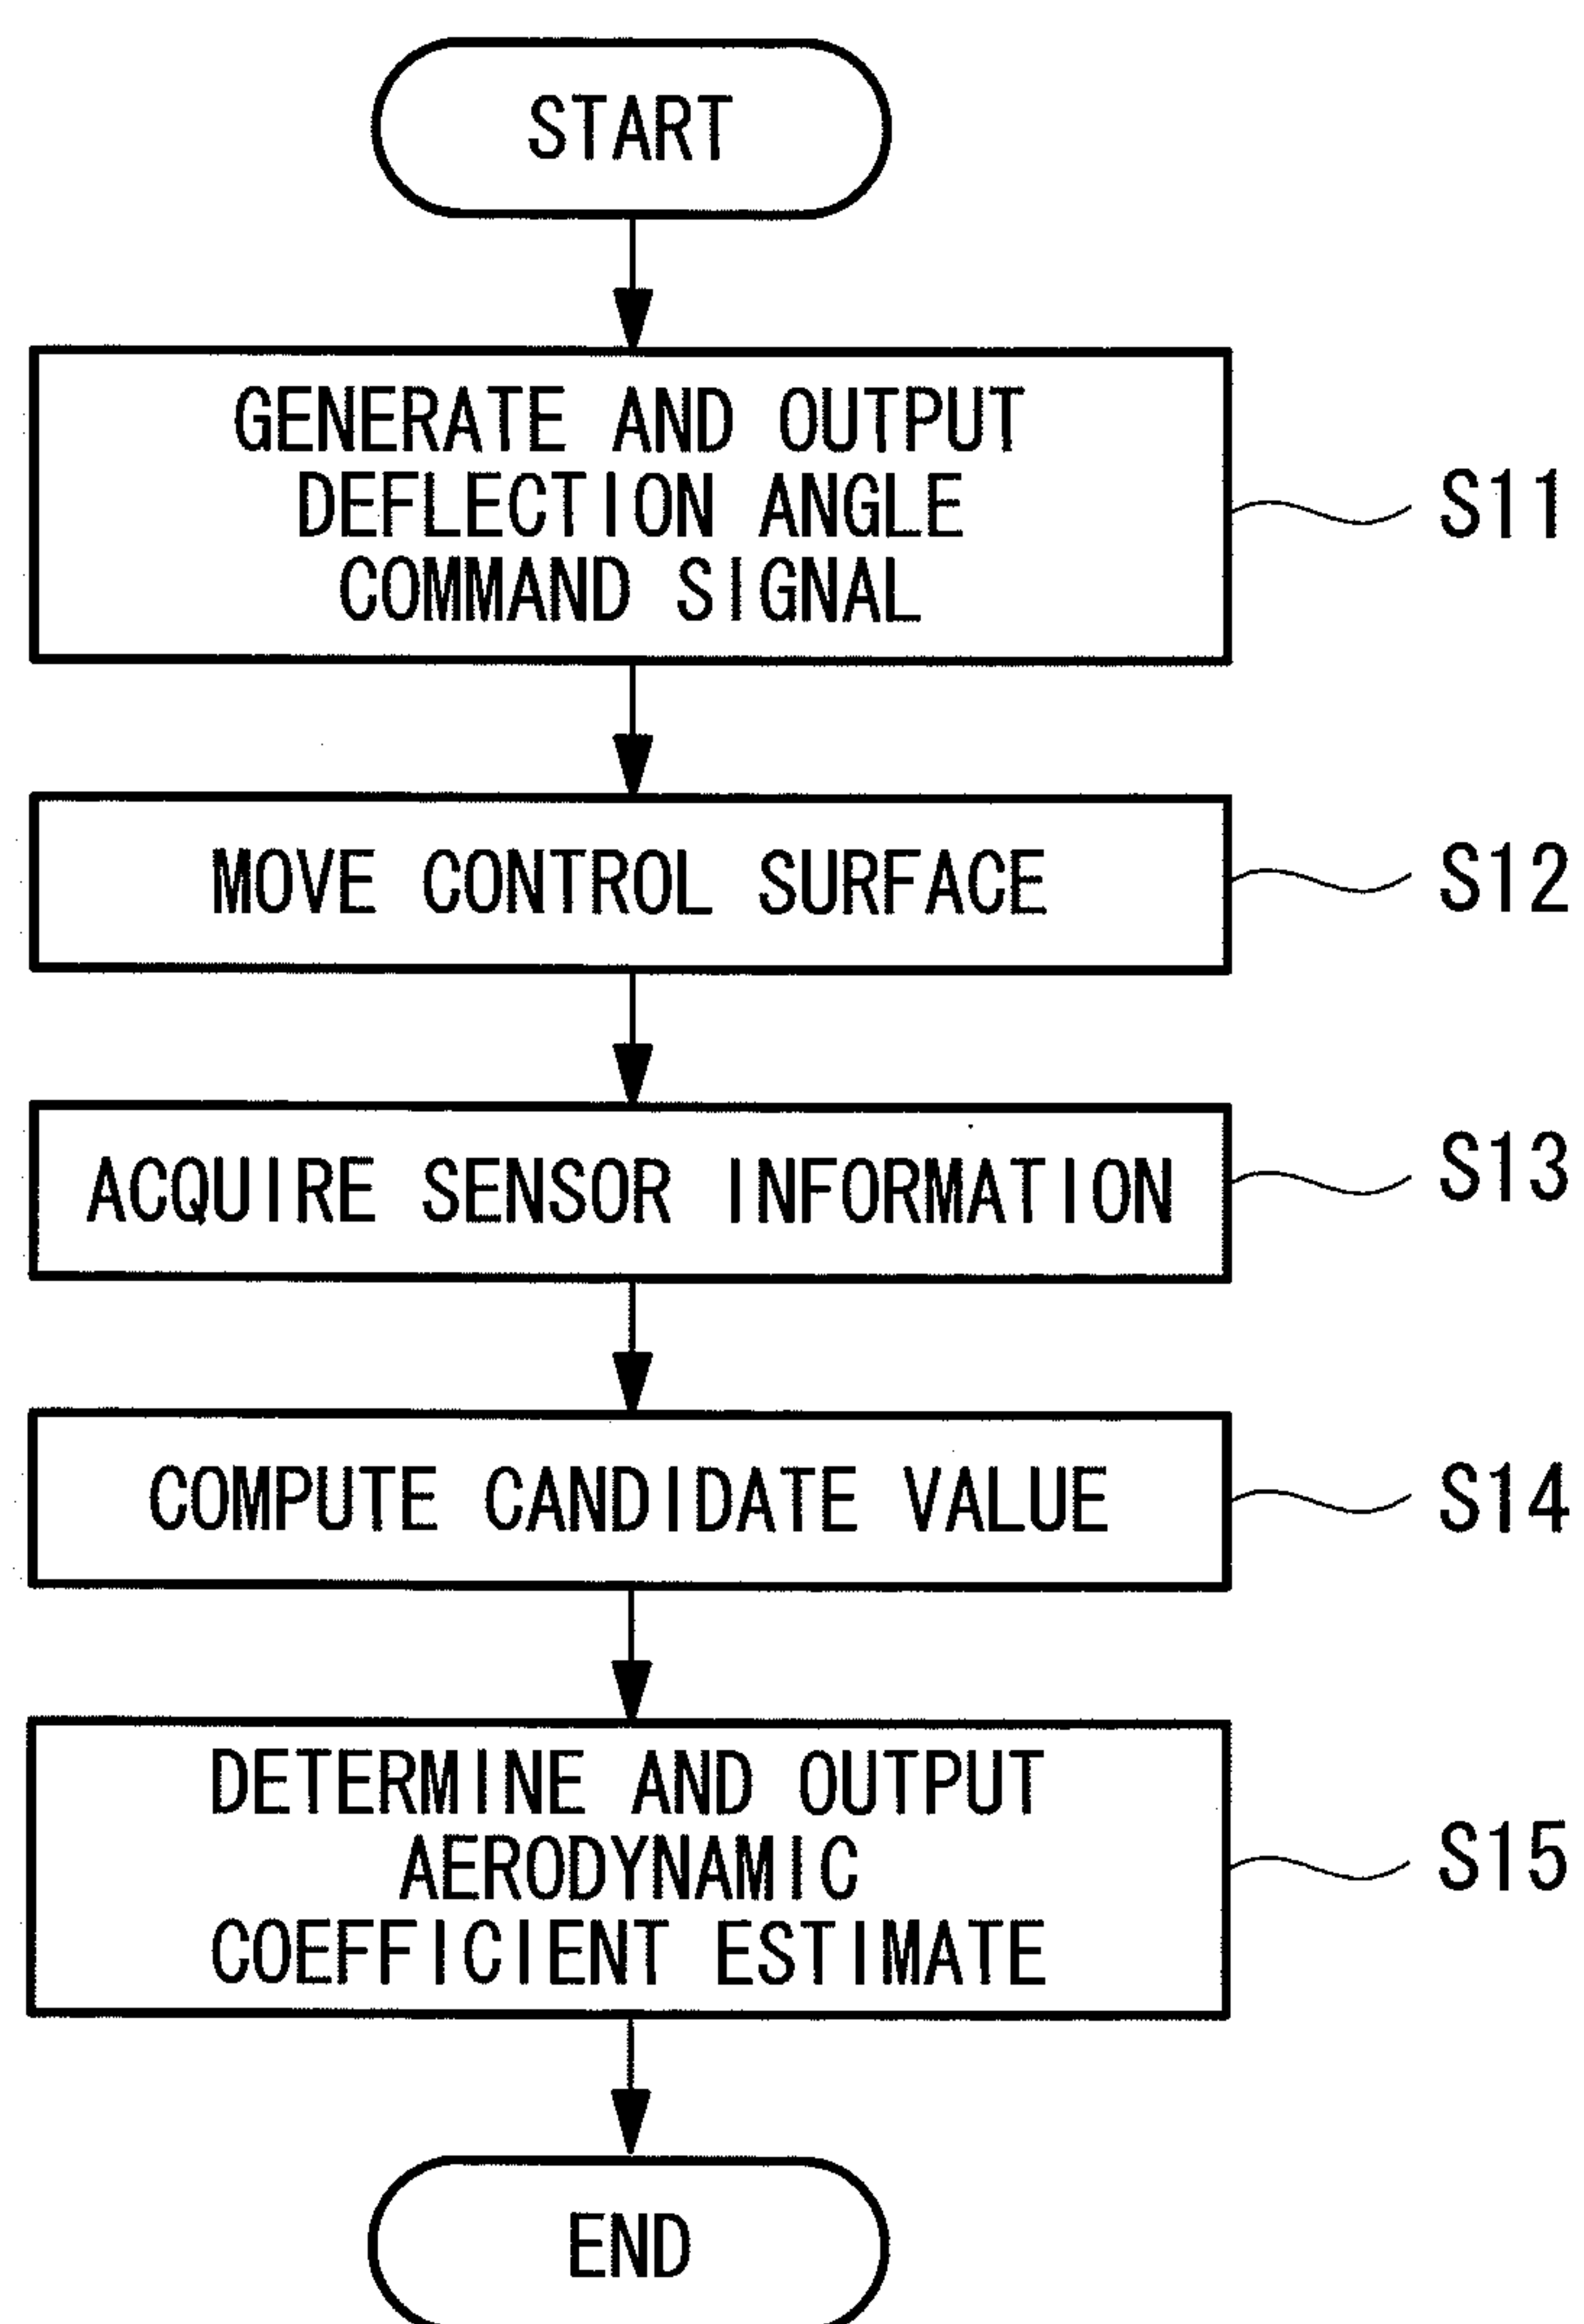 START
GENERATE AND OUTPUT
DEFLECTION ANGLE
COMMAND SIGNAL
S11
MOVE CONTROL SURFACE
S12
ACQUIRE SENSOR INFORMATION
S13
COMPUTE CANDIDATE VALUE
S14
DETERMINE AND OUTPUT
AERODYNAMIC
COEFFICIENT ESTIMATE
S15
END